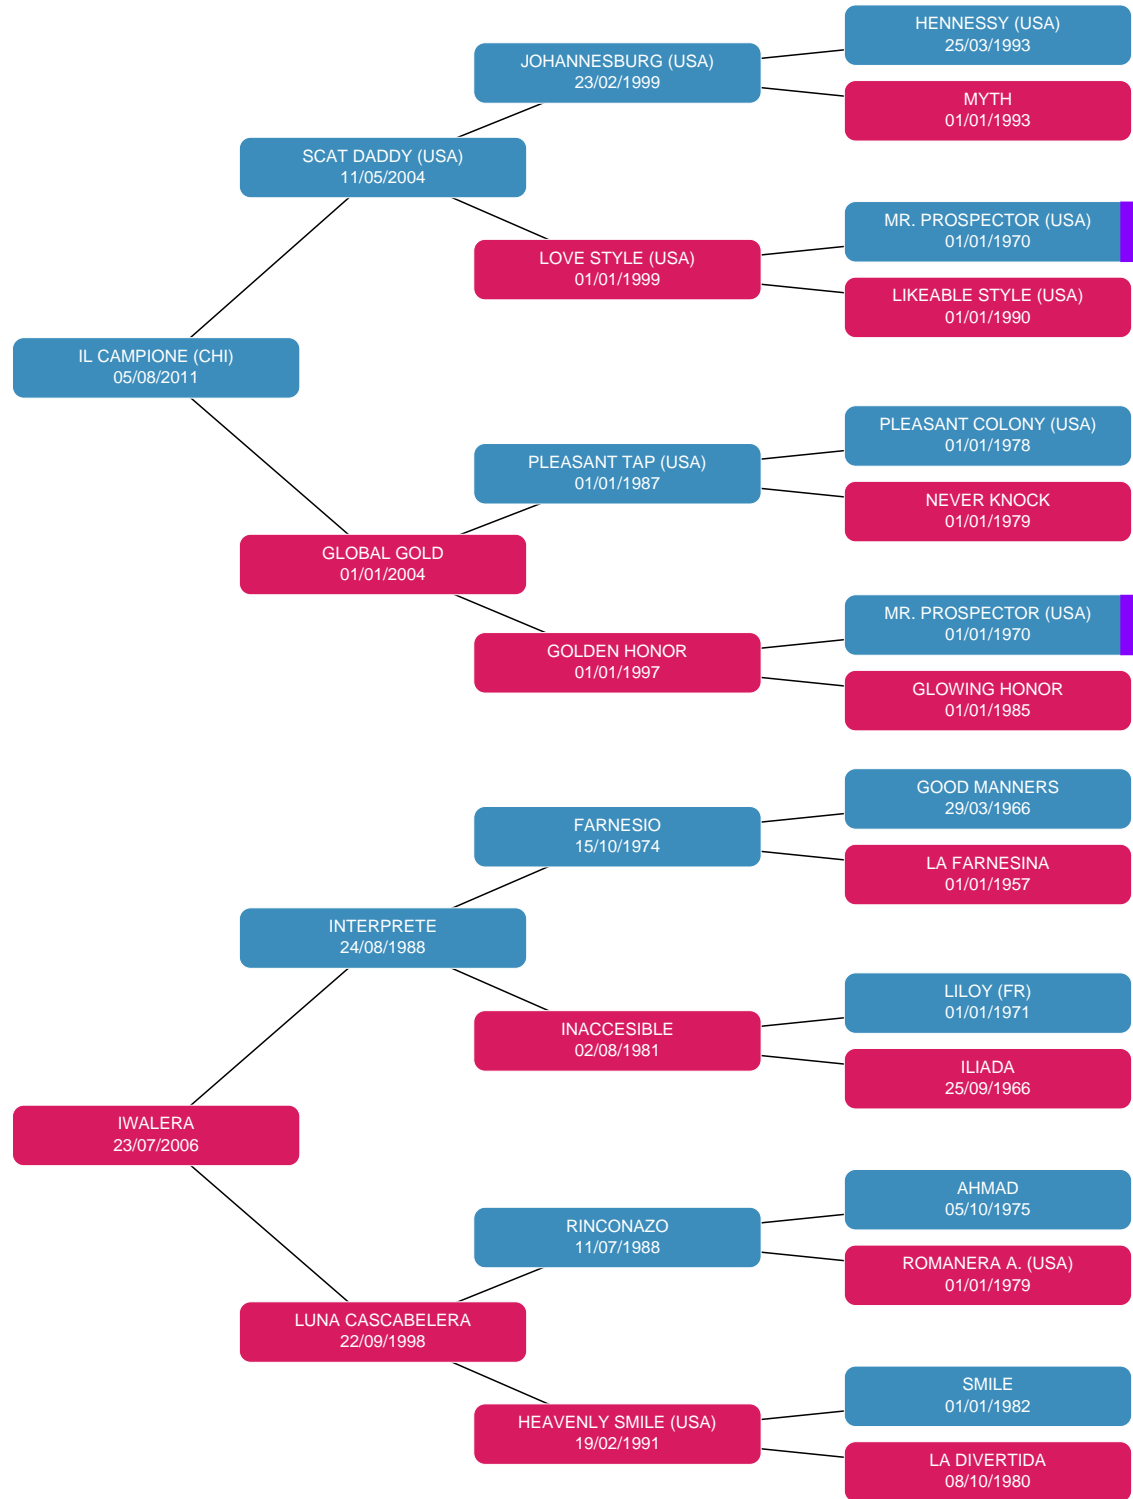 HENNESSY (USA)
25/03/1993
JOHANNESBURG (USA)
23/02/1999
MYTH
01/01/1993
SCAT DADDY (USA)
11/05/2004
MR. PROSPECTOR (USA)
01/01/1970
LOVE STYLE (USA)
01/01/1999
LIKEABLE STYLE (USA)
01/01/1990
IL CAMPIONE (CHI)
05/08/2011
PLEASANT COLONY (USA)
01/01/1978
PLEASANT TAP (USA)
01/01/1987
NEVER KNOCK
01/01/1979
GLOBAL GOLD
01/01/2004
MR. PROSPECTOR (USA)
01/01/1970
GOLDEN HONOR
01/01/1997
GLOWING HONOR
01/01/1985
GOOD MANNERS
29/03/1966
FARNESIO
15/10/1974
LA FARNESINA
01/01/1957
INTERPRETE
24/08/1988
LILOY (FR)
01/01/1971
INACCESIBLE
02/08/1981
ILIADA
25/09/1966
IWALERA
23/07/2006
AHMAD
05/10/1975
RINCONAZO
11/07/1988
ROMANERA A. (USA)
01/01/1979
LUNA CASCABELERA
22/09/1998
SMILE
01/01/1982
HEAVENLY SMILE (USA)
19/02/1991
LA DIVERTIDA
08/10/1980